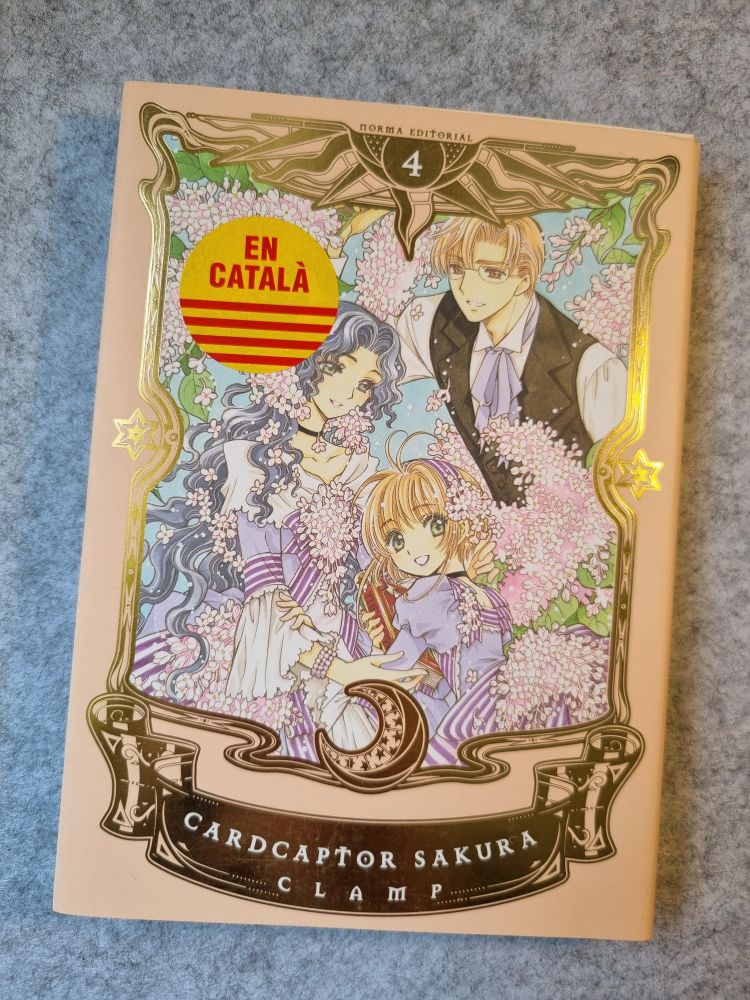 NORMA EDITORIAL
4
EN
CATALÀ
CARDCAPTOR SAKURA
CLAMP